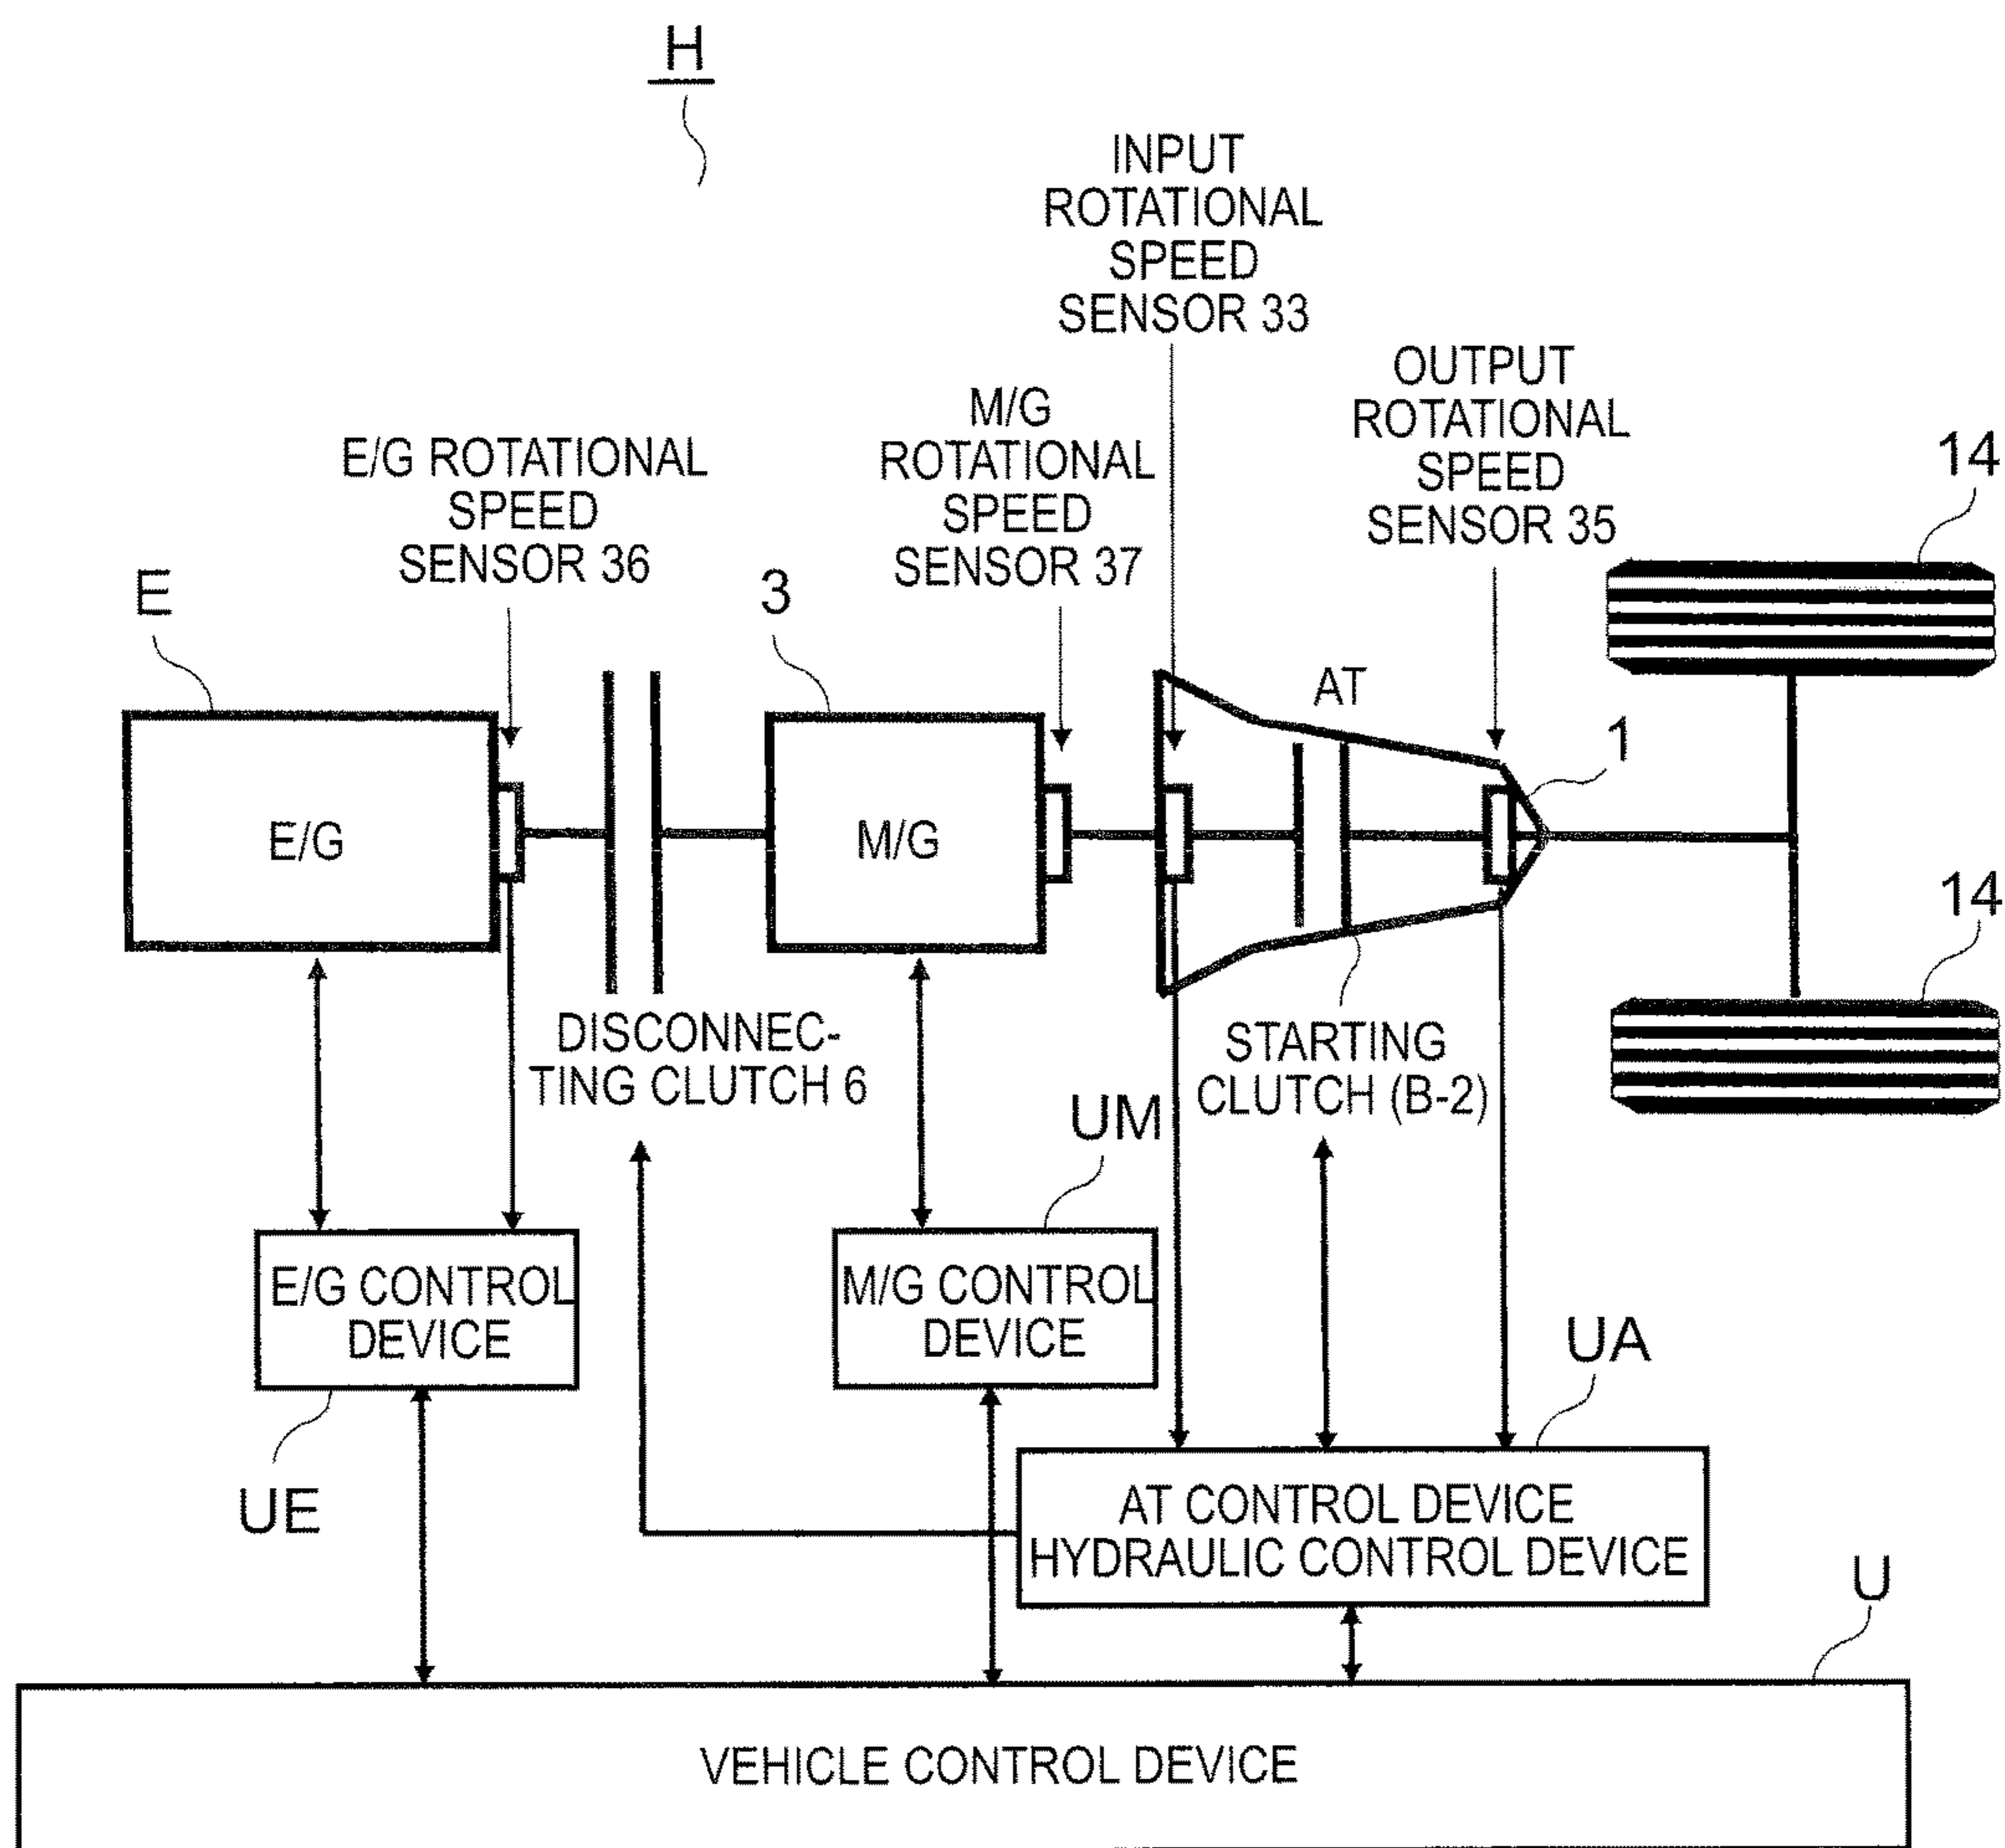 H
INPUT
ROTATIONAL
SPEED
SENSOR 33
OUTPUT
ROTATIONAL
SPEED
SENSOR 35
M/G
ROTATIONAL
SPEED
SENSOR 37
E/G ROTATIONAL
SPEED
SENSOR 36
14
E
3
AT
1
E/G
M/G
14
DISCONNEC-
TING CLUTCH 6
STARTING
CLUTCH (B-2)
UM
E/G CONTROL
DEVICE
M/G CONTROL
DEVICE
UA
UE
AT CONTROL DEVICE
HYDRAULIC CONTROL DEVICE
U
VEHICLE CONTROL DEVICE